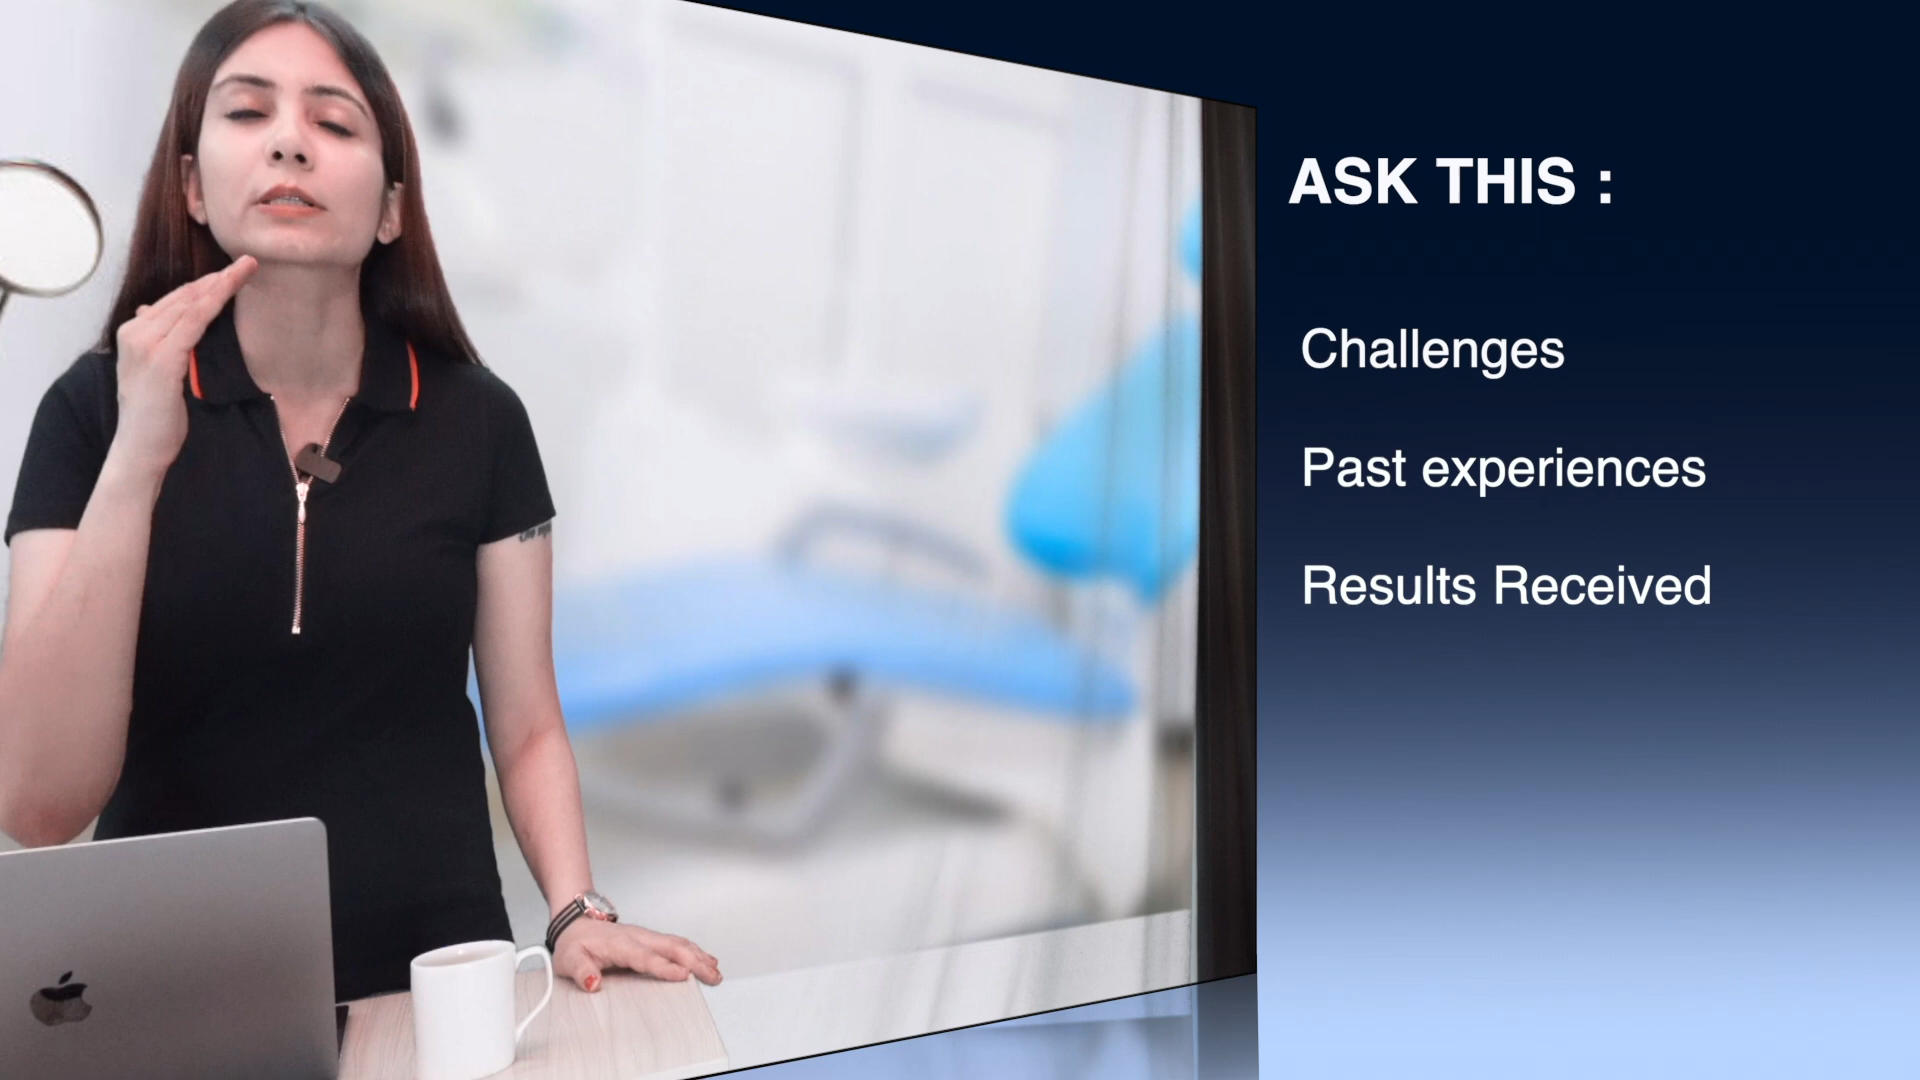 ASK THIS :
Challenges
Past experiences
Results Received